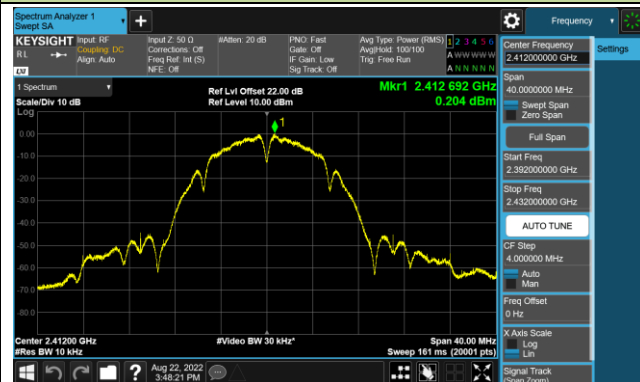 Spectrum Analyzer 1
Swept SA
Frequency
KEYSIGHT
Input: RF
Input Z: 50 Ω
#Atten: 20 dB
PNO: Fast
Avg Type: Power (RMS)
1 2 3 4 5 6
RL
Coupling: DC
Corrections: Off
Gate: Off
Avg|Hold: 100/100
A W W W W W
Align: Auto
Freq Ref: Int (S)
IF Gain: Low
Trig: Free Run
LXI
NFE: Off
Sig Track: Off
A N N N N N
1 Spectrum
Ref Lvl Offset 22.00 dB
Mkr1 2.412 692 GHz
Scale/Div 10 dB
Ref Level 10.00 dBm
0.204 dBm
Log
1
0.00
-10.0
-20.0
-30.0
-40.0
-50.0
-60.0
-70.0
-80.0
Center 2.41200 GHz
#Video BW 30 kHz*
Span 40.00 MHz
#Res BW 10 kHz
Sweep 161 ms (20001 pts)
Aug 22, 2022
3:48:21 PM
Center Frequency
2.412000000 GHz
Settings
Span
40.0000000 MHz
Swept Span
Zero Span
Full Span
Start Freq
2.392000000 GHz
Stop Freq
2.432000000 GHz
AUTO TUNE
CF Step
4.000000 MHz
Auto
Man
Freq Offset
0 Hz
X Axis Scale
Log
Lin
Signal Track
(Span Zoom)